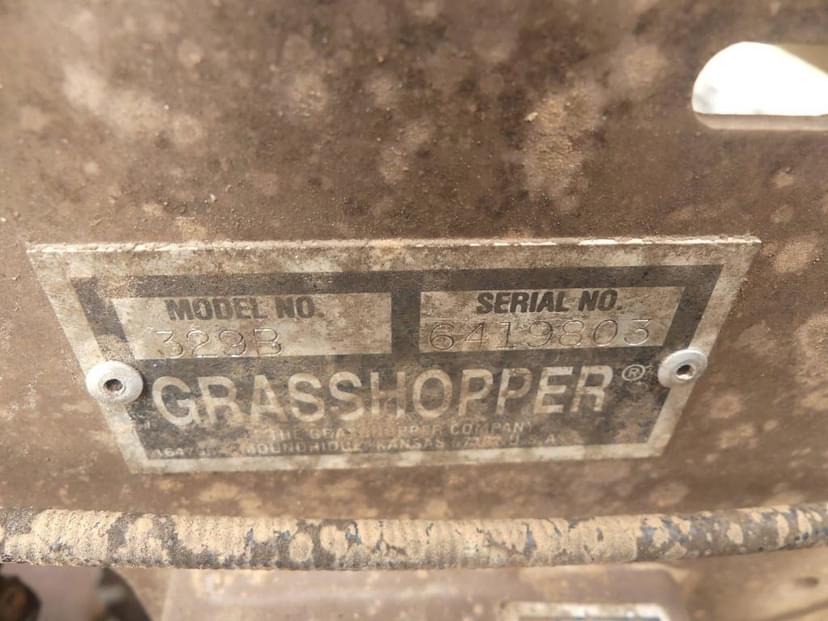 MODEL NO. SERIAL NO.
329B 6419803
GRASSHOPPER®
THE GRASSHOPPER COMPANY
MOUNDRIDGE, KANSAS U.S.A.